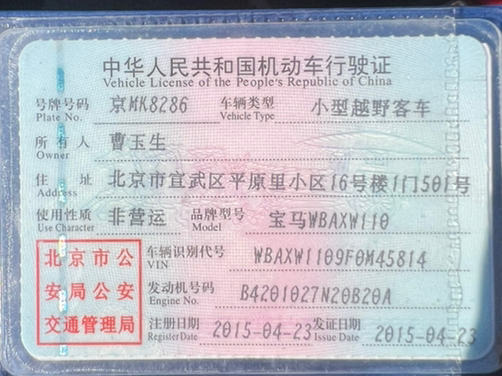 中华人民共和国机动车行驶证
Vehicle License of the People's Republic of China
号牌号码 京MK8286 车辆类型 小型越野客车
Plate No. Vehicle Type
所有人 曹玉生
Owner
住址 北京市宣武区平原里小区16号楼1门501号
Address
使用性质 非营运 品牌型号 宝马WBAXW110
Use Character Model
北京市公 车辆识别代号 WBAXW1109F0M45814
VIN
安局公安 发动机号码 B4201027N20B20A
Engine No.
交通管理局 注册日期 2015-04-23 发证日期 2015-04-23
Register Date Issue Date